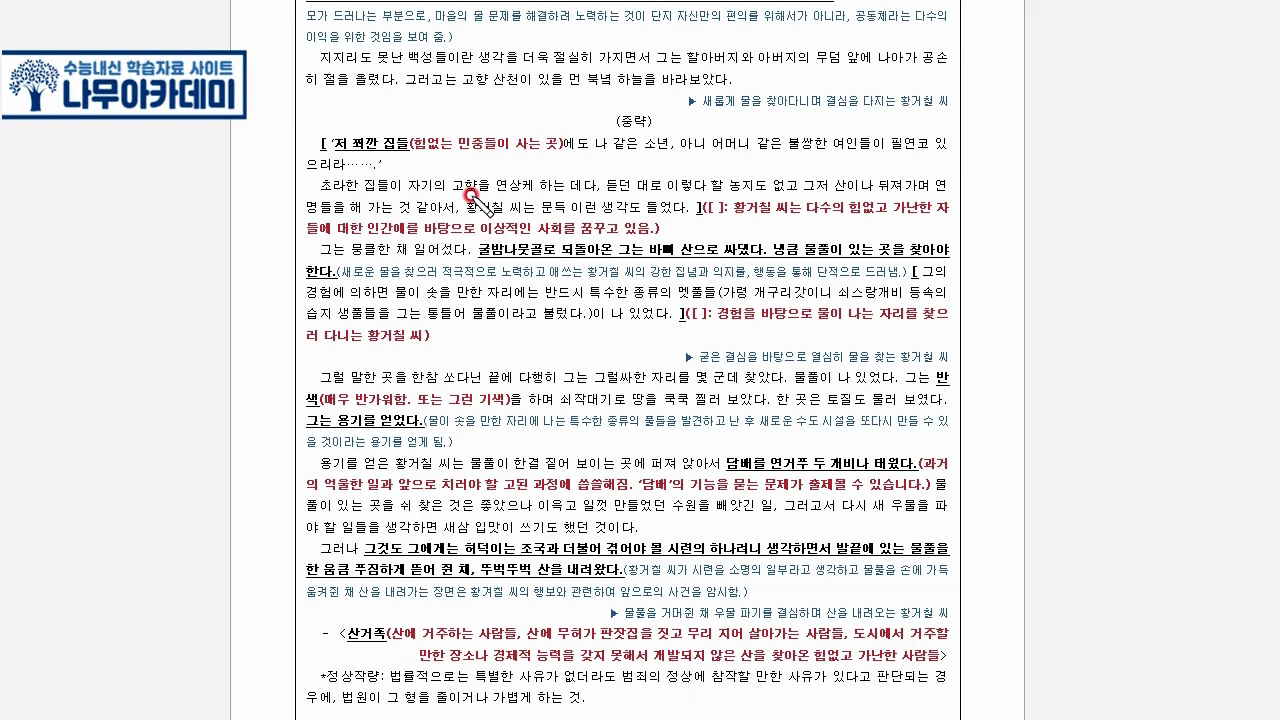 모가 드러나는 부분으로, 마을의 물 문제를 해결하려 노력하는 것이 단지 자신만의 편익를 위해서가 아니라, 공동체라는 다수의
이익을 위한 것임을 보여 줌.)
수능내신 학습자료 사이트
나무아카데미
지지리도 못난 백성들이란 생각을 더욱 절실히 가지면서 그는 할아버지와 아버지의 무덤 앞에 나아가 공손
히 절을 올렸다. 그러고는 고향 산천이 있을 먼 북녘 하늘을 바라보았다.
▶ 새롭게 물을 찾아다니며 결심을 다지는 황거칠 씨
(중략)
[ '저 쬐깐 집들(힘없는 민중들이 사는 곳)에도 나 같은 소년, 아니 어머니 같은 불쌍한 여인들이 필연코 있
으리라…….'
초라한 집들이 자기의 고향을 연상케 하는 데다, 듣던 대로 이렇다 할 농지도 없고 그저 산이나 뒤져가며 연
명들을 해 가는 것 같아서, 황거칠 씨는 문득 이런 생각도 들었다. ]([ ]: 황거칠 씨는 다수의 힘없고 가난한 자
들에 대한 인간애를 바탕으로 이상적인 사회를 꿈꾸고 있음.)
그는 뭉클한 채 일어섰다. 굴밤나뭇골로 되돌아온 그는 바삐 산으로 싸댔다. 냉큼 물풀이 있는 곳을 찾아야
한다.(새로운 물을 찾으러 적극적으로 노력하고 애쓰는 황거칠 씨의 강한 집념과 의지를, 행동을 통해 단적으로 드러냄.) [ 그의
경험에 의하면 물이 솟을 만한 자리에는 반드시 특수한 종류의 멧풀들(가령 개구리갓이니 쇠스랑개비 등속의
습지 생풀들을 그는 통틀어 물풀이라고 불렀다.)이 나 있었다. ]([ ]: 경험을 바탕으로 물이 나는 자리를 찾으
러 다니는 황거칠 씨)
▶ 굳은 결심을 바탕으로 열심히 물을 찾는 황거칠 씨
그럴 말한 곳을 한참 쏘다닌 끝에 다행히 그는 그럴싸한 자리를 몇 군데 찾았다. 물풀이 나 있었다. 그는 반
색(매우 반가워함. 또는 그런 기색)을 하며 쇠작대기로 땅을 쿡쿡 찔러 보았다. 한 곳은 토질도 물러 보였다.
그는 용기를 얻었다.(물이 솟을 만한 자리에 나는 특수한 종류의 풀들을 발견하고 난 후 새로운 수도 시설을 또다시 만들 수 있
을 것이라는 용기를 얻게 됨.)
용기를 얻은 황거칠 씨는 물풀이 한결 짙어 보이는 곳에 퍼져 앉아서 담배를 연거푸 두 개비나 태웠다.(과거
의 억울한 일과 앞으로 치러야 할 고된 과정에 씁쓸해짐. '담배'의 기능을 묻는 문제가 출제될 수 있습니다.) 물
풀이 있는 곳을 쉬 찾은 것은 좋았으나 이윽고 일껏 만들었던 수원을 빼앗긴 일, 그러고서 다시 새 우물을 파
야 할 일들을 생각하면 새삼 입맛이 쓰기도 했던 것이다.
그러나 그것도 그에게는 허덕이는 조국과 더불어 겪어야 될 시련의 하나려니 생각하면서 발끝에 있는 물풀을
한 움큼 푸짐하게 뜯어 쥔 채, 뚜벅뚜벅 산을 내려왔다.(황거칠 씨가 시련을 소명의 일부라고 생각하고 물풀을 손에 가득
움켜쥔 채 산을 내려가는 장면은 황거칠 씨의 행보와 관련하여 앞으로의 사건을 암시함.)
▶ 물풀을 거머쥔 채 우물 파기를 결심하며 산을 내려오는 황거칠 씨
- <산거족(산에 거주하는 사람들, 산에 무허가 판잣집을 짓고 무리 지어 살아가는 사람들, 도시에서 거주할
만한 장소나 경제적 능력을 갖지 못해서 개발되지 않은 산을 찾아온 힘없고 가난한 사람들>
*정상작량: 법률적으로는 특별한 사유가 없더라도 범죄의 정상에 참작할 만한 사유가 있다고 판단되는 경
우에, 법원이 그 형을 줄이거나 가볍게 하는 것.